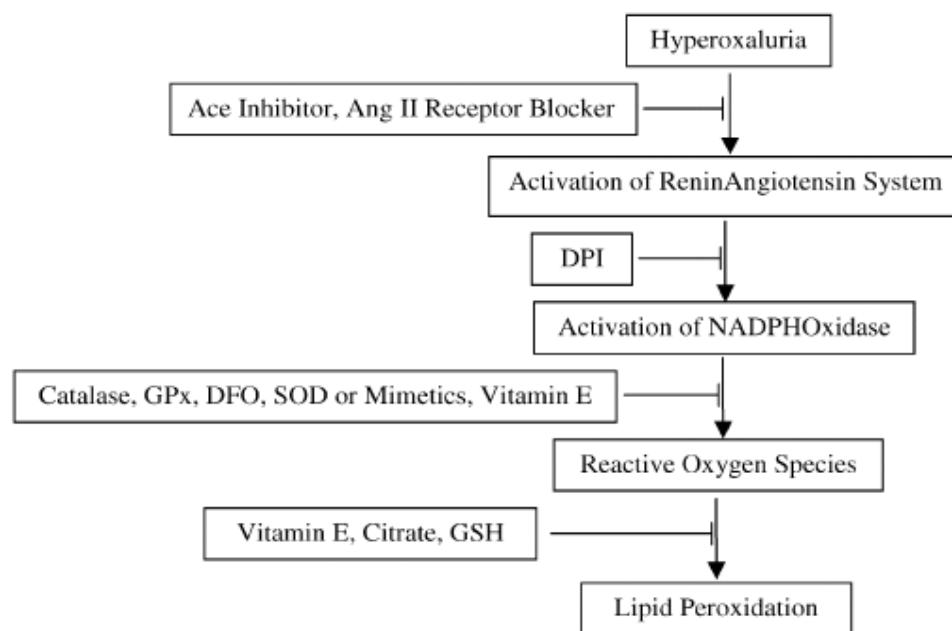 Hyperoxaluria
Ace Inhibitor, Ang II Receptor Blocker
Activation of ReninAngiotensin System
DPI
Activation of NADPHOxidase
Catalase, GPx, DFO, SOD or Mimetics, Vitamin E
Reactive Oxygen Species
Vitamin E, Citrate, GSH
Lipid Peroxidation